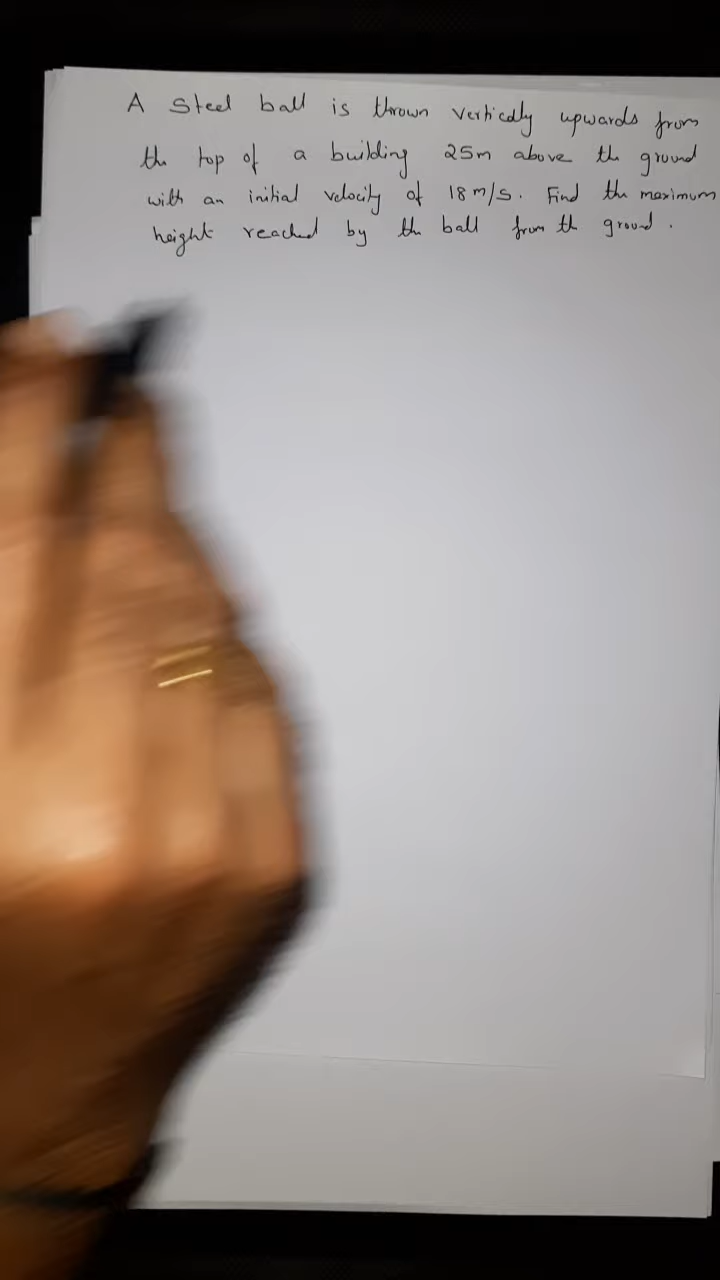 A steel ball is thrown vertically upwards from
the top of a building 25m above the ground
with an initial velocity of 18 m/s. Find the maximum
height reached by the ball from th ground.